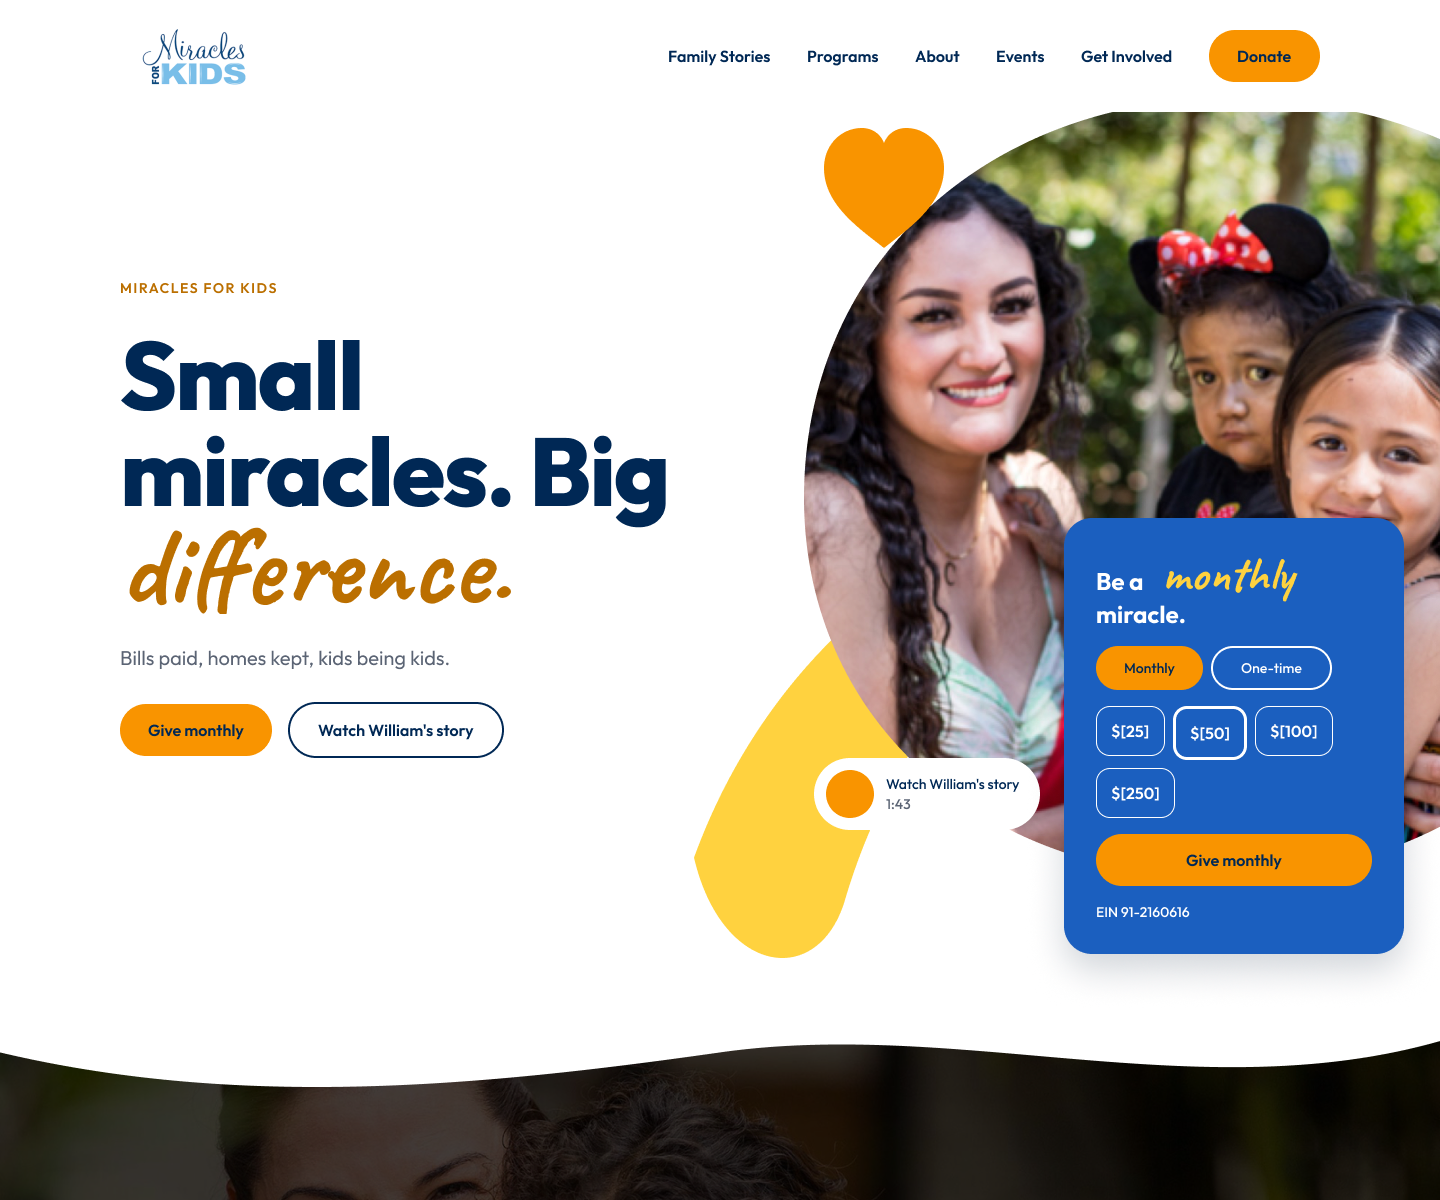 Miracles
FOR KIDS
Family Stories
Programs
About
Events
Get Involved
Donate
MIRACLES FOR KIDS
Small
miracles. Big
difference.
Bills paid, homes kept, kids being kids.
Give monthly
Watch William's story
Watch William's story
1:43
Be a monthly
miracle.
Monthly
One-time
$[25]
$[50]
$[100]
$[250]
Give monthly
EIN 91-2160616